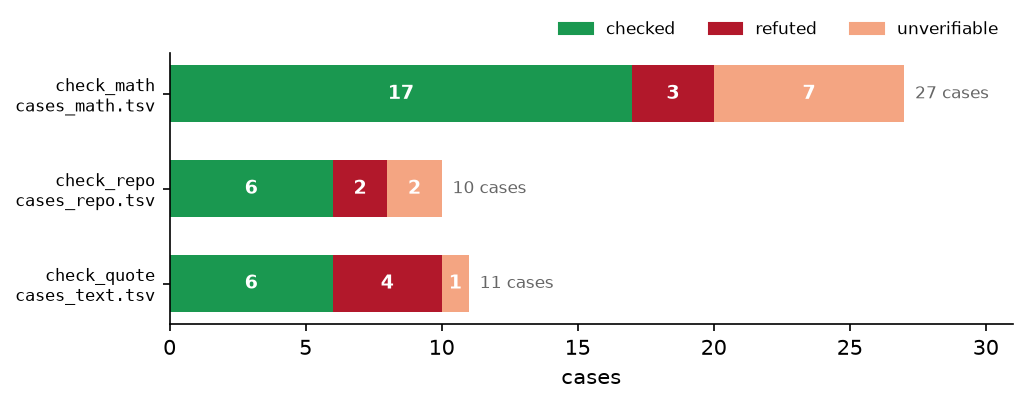 checked refuted unverifiable
check_math
cases_math.tsv
17 3 7 27 cases
check_repo
cases_repo.tsv
6 2 2 10 cases
check_quote
cases_text.tsv
6 4 1 11 cases
0 5 10 15 20 25 30
cases